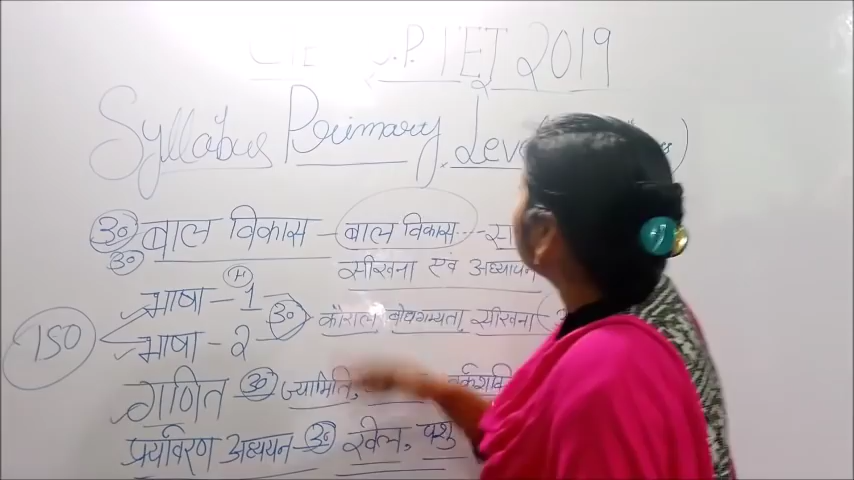 TET 2019
Syllabus Primary Level
30 बाल विकास - बाल विकास
30 सीखना एवं अध्यापन
भाषा - 1 (H) 30 कौशल बोधगम्यता, सीखना
150
भाषा - 2
गणित 30 ज्यामिति,
पर्यावरण अध्ययन - 30 खेल, पशु